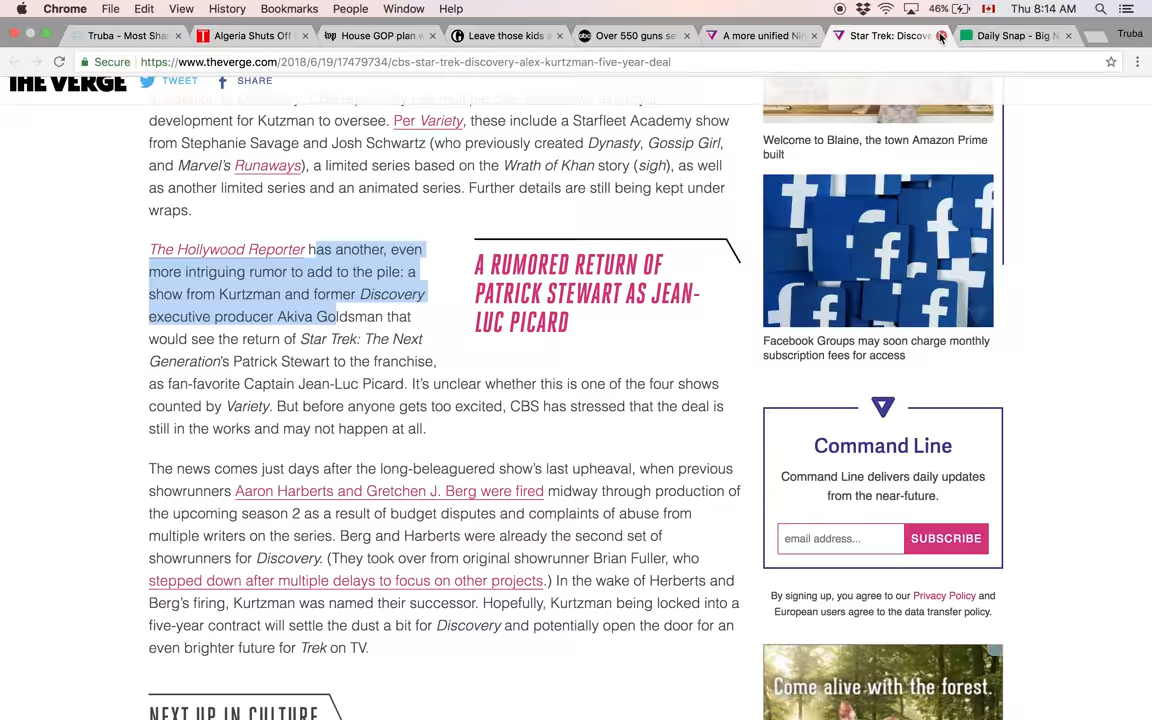 Chrome File Edit View History Bookmarks People Window Help 46% Thu 8:14 AM
Truba - Most Sha Algeria Shuts Off House GOP plan w Leave those kids a Over 550 guns se A more unified Nin Star Trek: Discove Daily Snap - Big N Truba
Secure https://www.theverge.com/2018/6/19/17479734/cbs-star-trek-discovery-alex-kurtzman-five-year-deal
THE VERGE TWEET SHARE
development for Kutzman to oversee. Per Variety, these include a Starfleet Academy show
from Stephanie Savage and Josh Schwartz (who previously created Dynasty, Gossip Girl,
and Marvel's Runaways), a limited series based on the Wrath of Khan story (sigh), as well
as another limited series and an animated series. Further details are still being kept under
wraps.
The Hollywood Reporter has another, even
more intriguing rumor to add to the pile: a
show from Kurtzman and former Discovery
executive producer Akiva Goldsman that
would see the return of Star Trek: The Next
Generation's Patrick Stewart to the franchise,
as fan-favorite Captain Jean-Luc Picard. It's unclear whether this is one of the four shows
counted by Variety. But before anyone gets too excited, CBS has stressed that the deal is
still in the works and may not happen at all.
A RUMORED RETURN OF
PATRICK STEWART AS JEAN-
LUC PICARD
The news comes just days after the long-beleaguered show's last upheaval, when previous
showrunners Aaron Harberts and Gretchen J. Berg were fired midway through production of
the upcoming season 2 as a result of budget disputes and complaints of abuse from
multiple writers on the series. Berg and Harberts were already the second set of
showrunners for Discovery. (They took over from original showrunner Brian Fuller, who
stepped down after multiple delays to focus on other projects.) In the wake of Herberts and
Berg's firing, Kurtzman was named their successor. Hopefully, Kurtzman being locked into a
five-year contract will settle the dust a bit for Discovery and potentially open the door for an
even brighter future for Trek on TV.
NEXT UP IN CULTURE
Welcome to Blaine, the town Amazon Prime
built
Facebook Groups may soon charge monthly
subscription fees for access
Command Line
Command Line delivers daily updates
from the near-future.
email address... SUBSCRIBE
By signing up, you agree to our Privacy Policy and
European users agree to the data transfer policy.
Come alive with the forest.